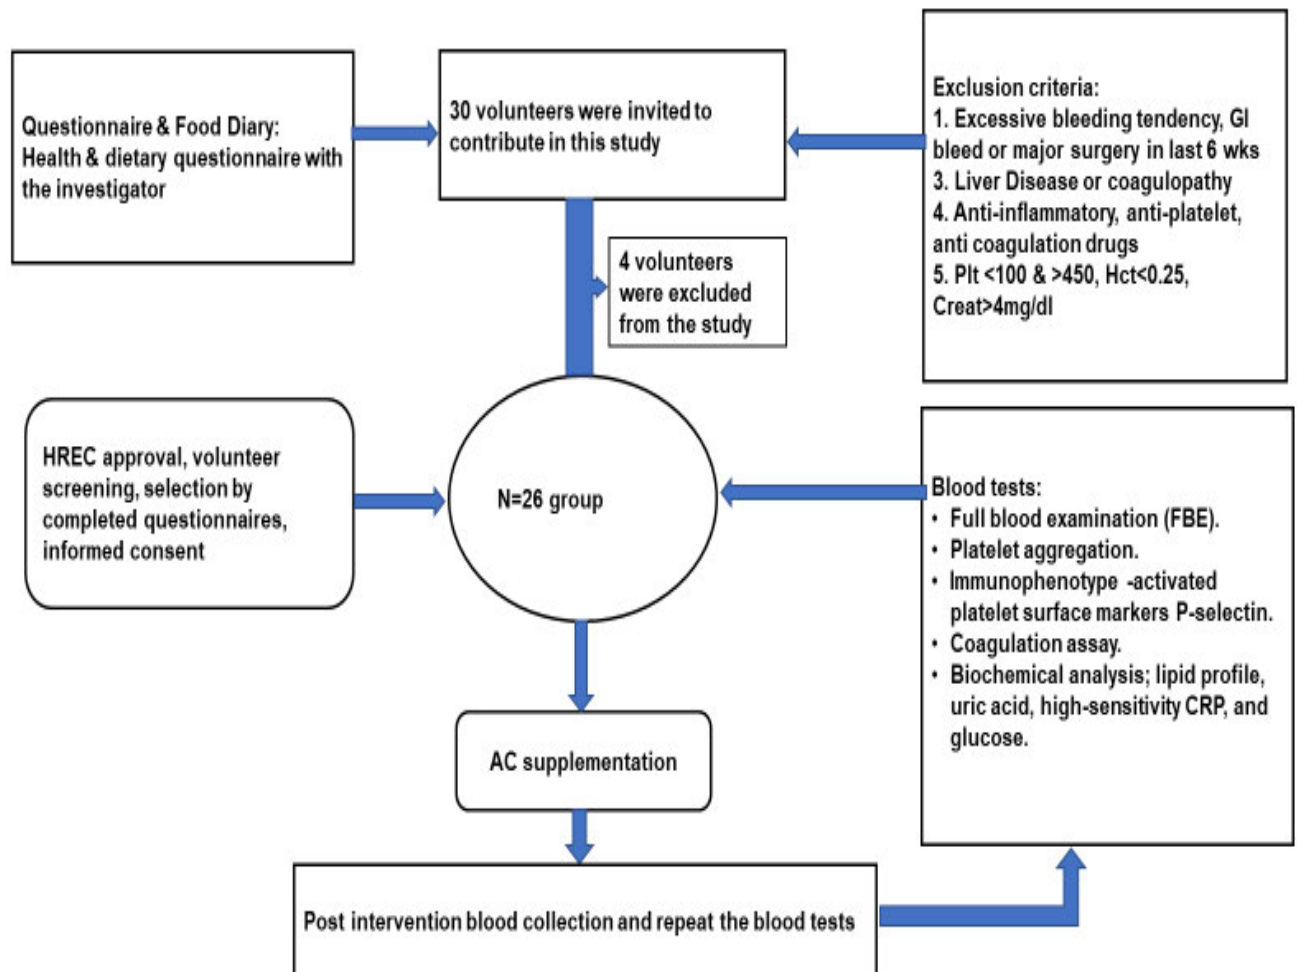 Questionnaire & Food Diary:
Health & dietary questionnaire with
the investigator
30 volunteers were invited to
contribute in this study
Exclusion criteria:
1. Excessive bleeding tendency, GI
bleed or major surgery in last 6 wks
3. Liver Disease or coagulopathy
4. Anti-inflammatory, anti-platelet,
anti coagulation drugs
5. Plt <100 & >450, Hct<0.25,
Creat>4mg/dl
4 volunteers
were excluded
from the study
HREC approval, volunteer
screening, selection by
completed questionnaires,
informed consent
N=26 group
Blood tests:
• Full blood examination (FBE).
• Platelet aggregation.
• Immunophenotype -activated
platelet surface markers P-selectin.
• Coagulation assay.
• Biochemical analysis; lipid profile,
uric acid, high-sensitivity CRP, and
glucose.
AC supplementation
Post intervention blood collection and repeat the blood tests